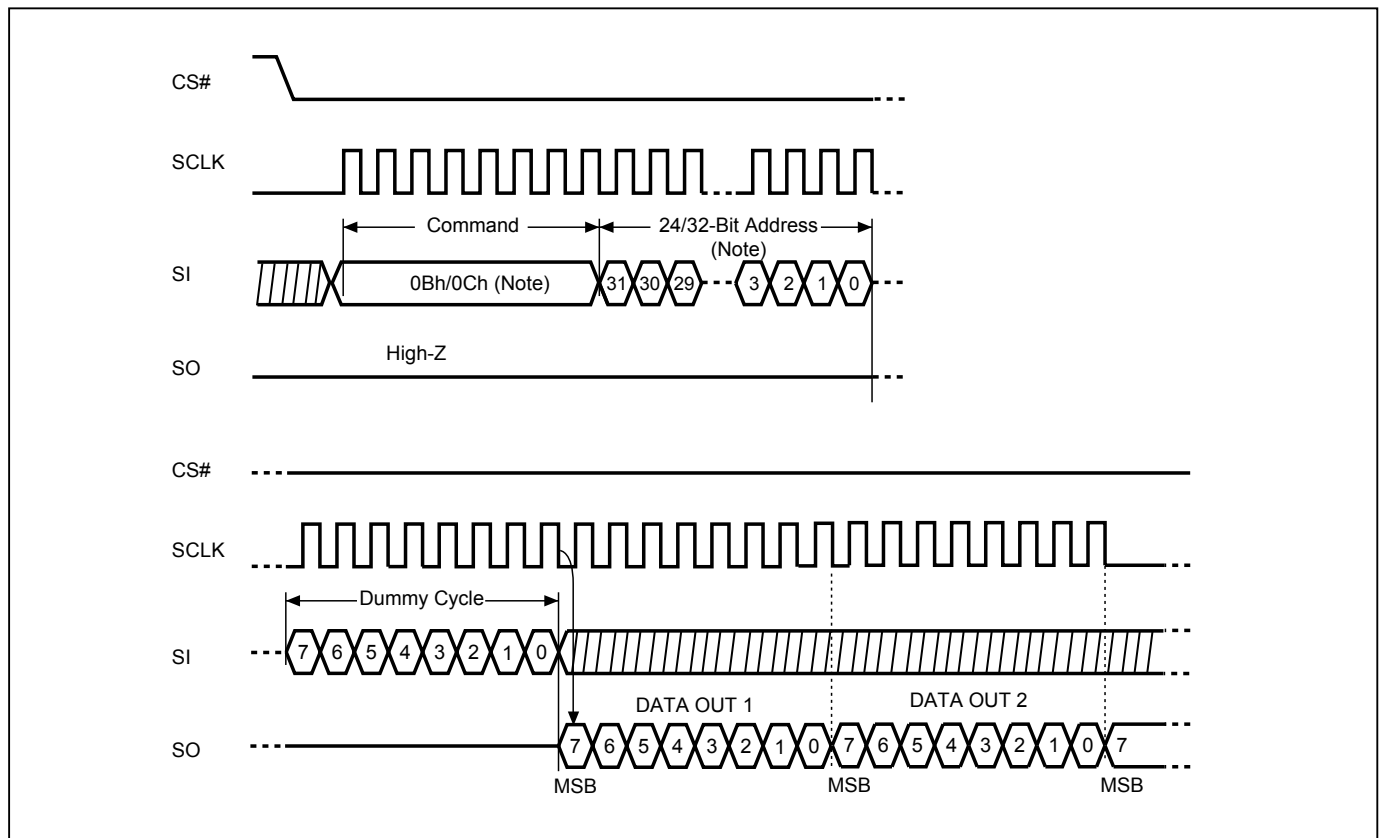 CS#
SCLK
Command
24/32-Bit Address
(Note)
SI
0Bh/0Ch (Note)
31 30 29 3 2 1 0
High-Z
SO
CS#
SCLK
Dummy Cycle
SI
7 6 5 4 3 2 1 0
DATA OUT 1
DATA OUT 2
SO
7 6 5 4 3 2 1 0 7 6 5 4 3 2 1 0 7
MSB
MSB
MSB